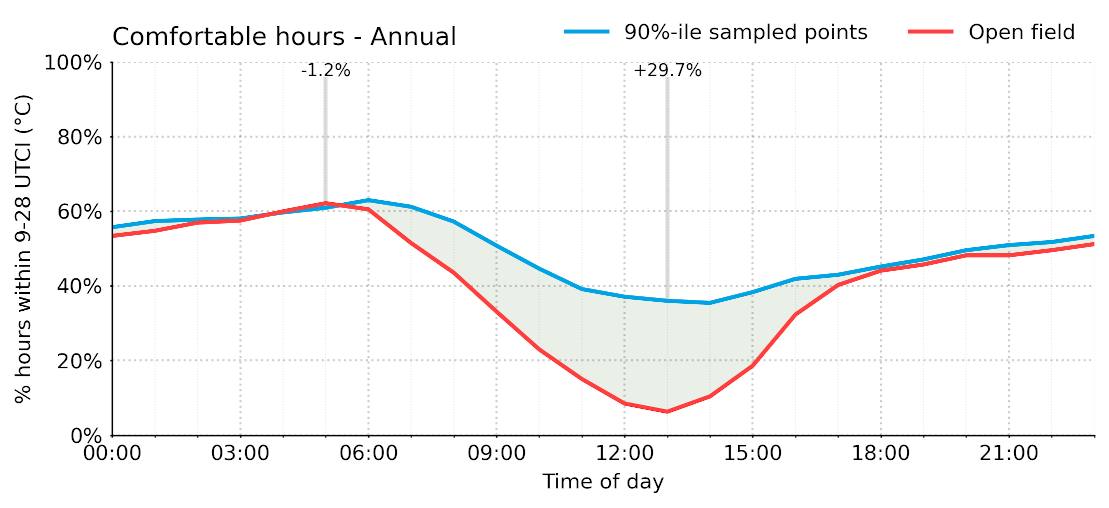 Comfortable hours - Annual
90%-ile sampled points
Open field
100%
80%
60%
40%
20%
0%
-1.2%
+29.7%
% hours within 9-28 UTCI (°C)
00:00 03:00 06:00 09:00 12:00 15:00 18:00 21:00
Time of day